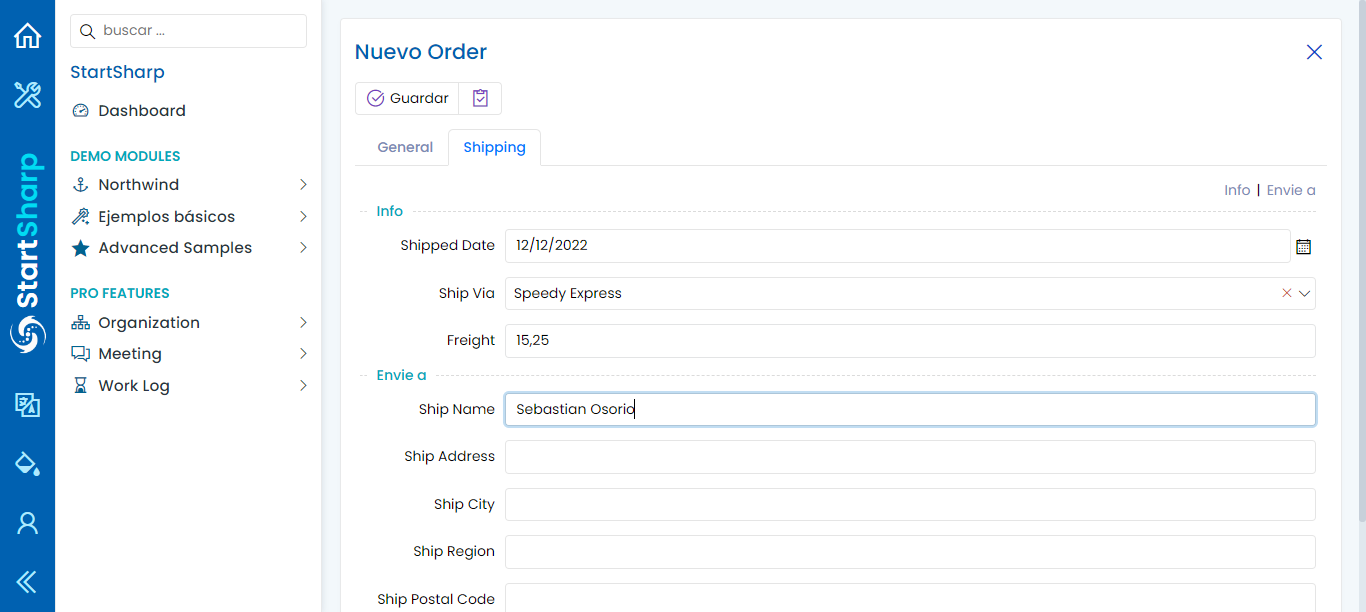 buscar ...
StartSharp
Dashboard
DEMO MODULES
Northwind
Ejemplos básicos
Advanced Samples
PRO FEATURES
Organization
Meeting
Work Log
StartSharp
Nuevo Order
Guardar
General
Shipping
Info | Envie a
Info
Shipped Date 12/12/2022
Ship Via Speedy Express
Freight 15,25
Envie a
Ship Name Sebastian Osorio
Ship Address
Ship City
Ship Region
Ship Postal Code